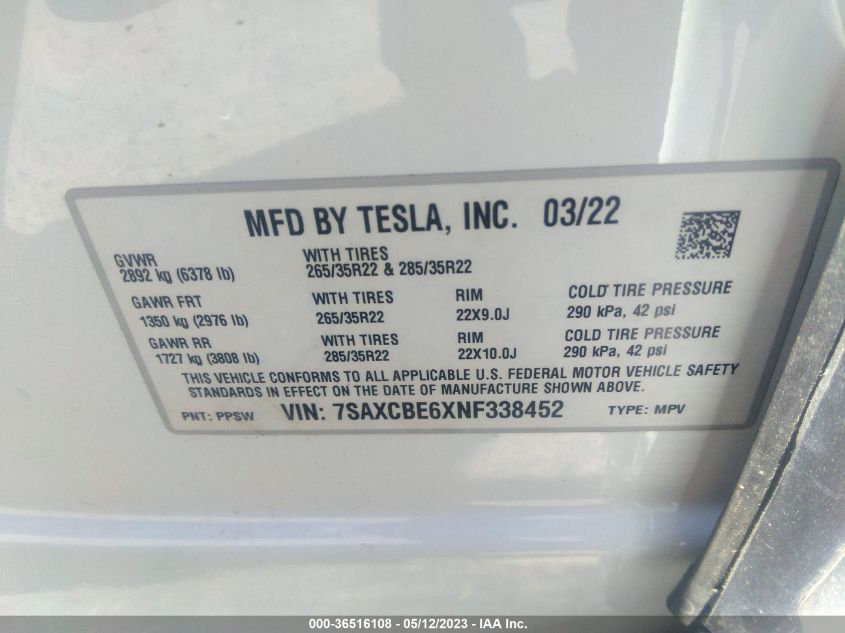 MFD BY TESLA, INC. 03/22
GVWR WITH TIRES
2892 kg (6378 lb) 265/35R22 & 285/35R22
GAWR FRT WITH TIRES RIM COLD TIRE PRESSURE
1350 kg (2976 lb) 265/35R22 22X9.0J 290 kPa, 42 psi
GAWR RR WITH TIRES RIM COLD TIRE PRESSURE
1727 kg (3808 lb) 285/35R22 22X10.0J 290 kPa, 42 psi
THIS VEHICLE CONFORMS TO ALL APPLICABLE U.S. FEDERAL MOTOR VEHICLE SAFETY
STANDARDS IN EFFECT ON THE DATE OF MANUFACTURE SHOWN ABOVE.
PNT: PPSW VIN: 7SAXCBE6XNF338452 TYPE: MPV
000-36516108 - 05/12/2023 - IAA Inc.